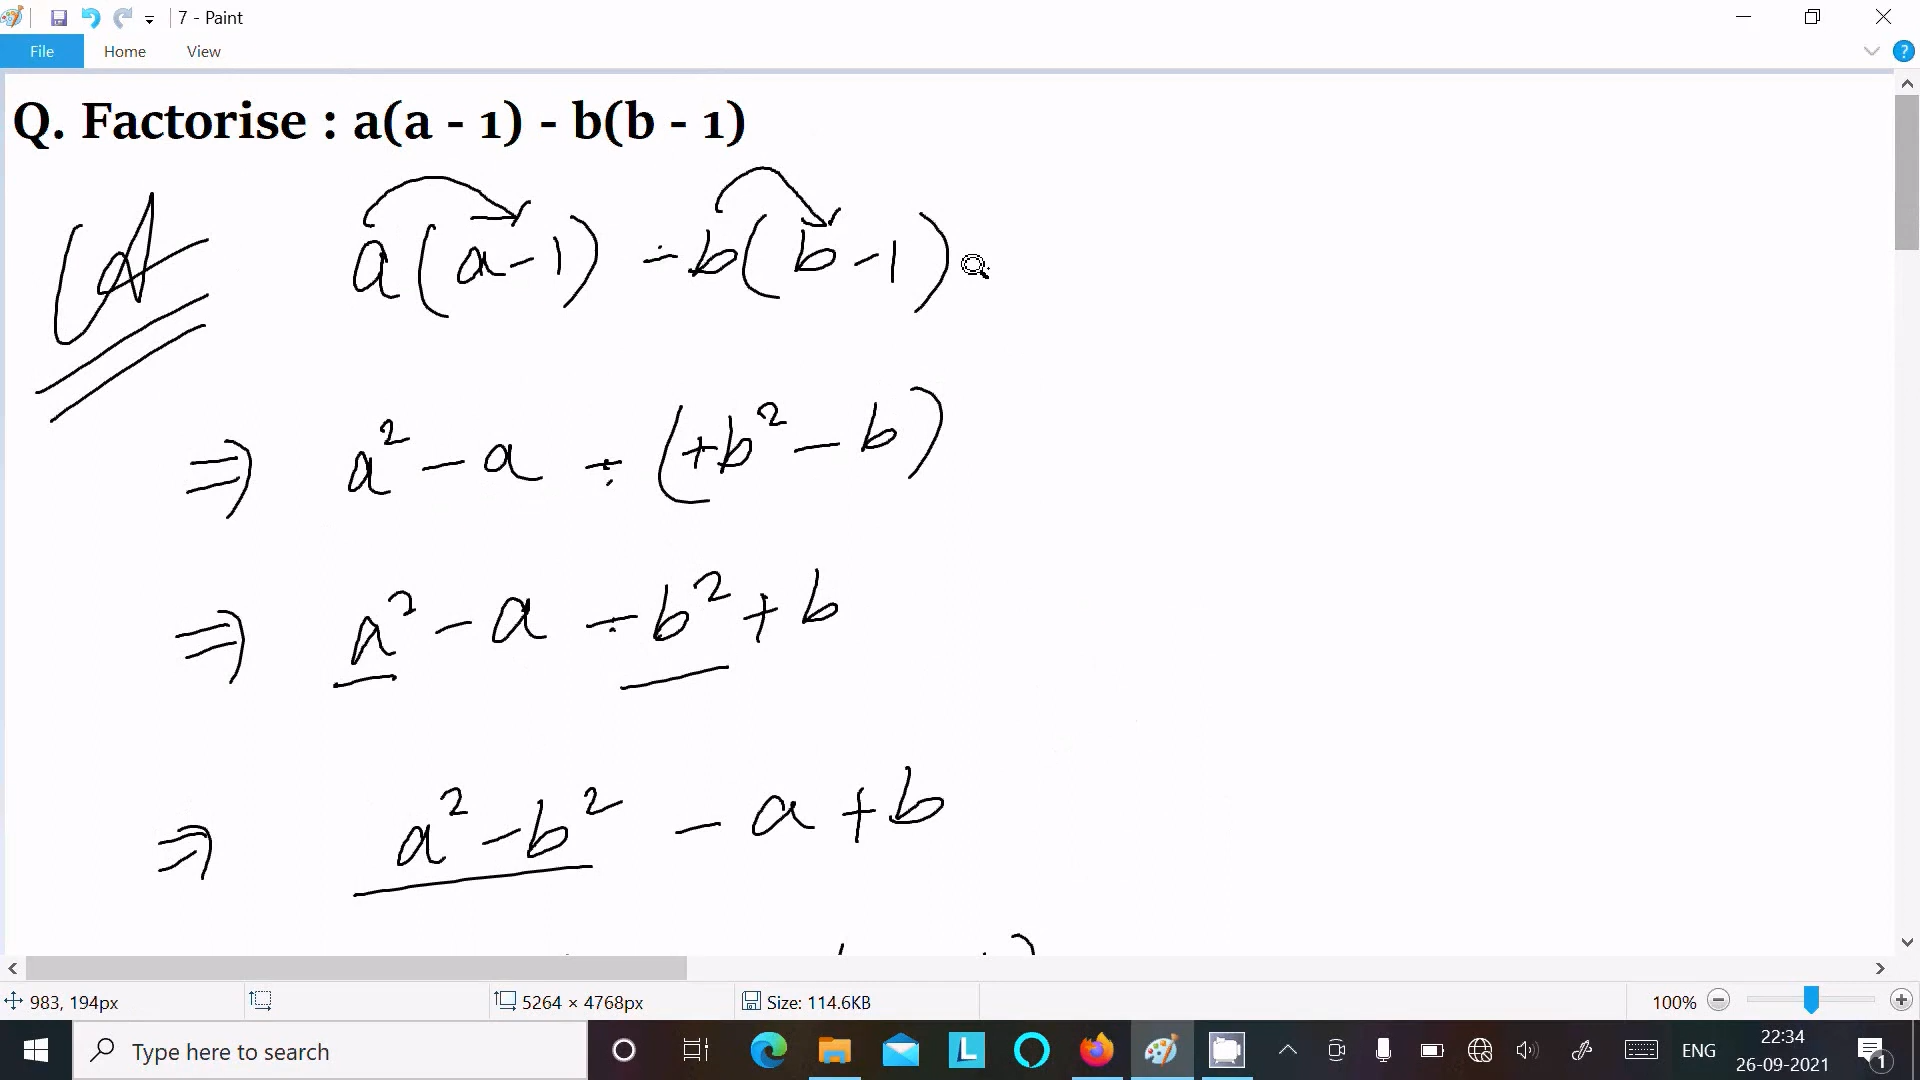 7 - Paint
File Home View
Q. Factorise : a(a - 1) - b(b - 1)
a(a-1) - b(b-1)
⇒ a² - a - (+b² - b)
⇒ a² - a - b² + b
⇒ a² - b² - a + b
983, 194px 5264 × 4768px Size: 114.6KB 100%
Type here to search
ENG
22:34
26-09-2021
1